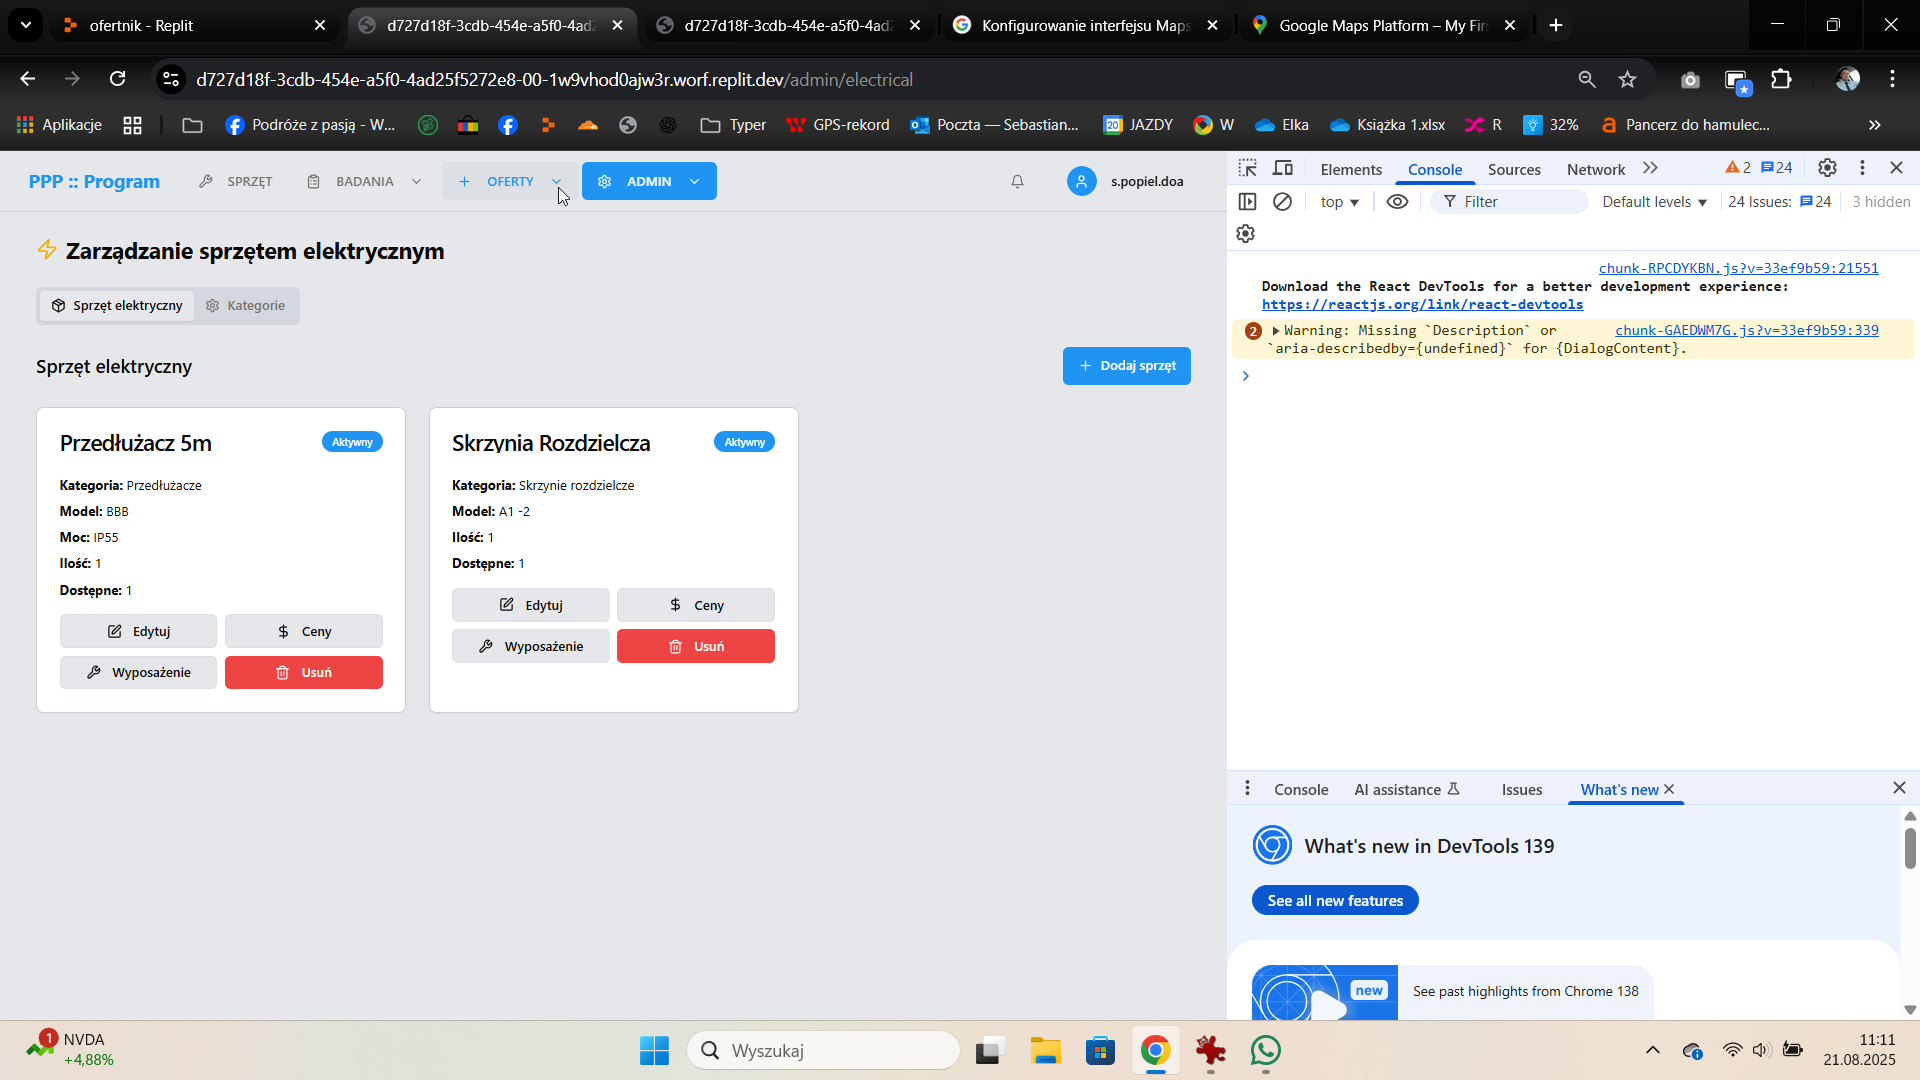 ofertnik - Replit
d727d18f-3cdb-454e-a5f0-4ad2
d727d18f-3cdb-454e-a5f0-4ad2
Konfigurowanie interfejsu Maps
Google Maps Platform – My Firs
d727d18f-3cdb-454e-a5f0-4ad25f5272e8-00-1w9vhod0ajw3r.worf.replit.dev/admin/electrical
Aplikacje
Podróże z pasją - W...
Typer
GPS-rekord
Poczta — Sebastian...
20 JAZDY
W
Elka
Książka 1.xlsx
R
32%
Pancerz do hamulec...
PPP :: Program
SPRZĘT
BADANIA
OFERTY
ADMIN
s.popiel.doa
Zarządzanie sprzętem elektrycznym
Sprzęt elektryczny
Kategorie
Sprzęt elektryczny
Dodaj sprzęt
Przedłużacz 5m
Aktywny
Kategoria: Przedłużacze
Model: BBB
Moc: IP55
Ilość: 1
Dostępne: 1
Edytuj
Ceny
Wyposażenie
Usuń
Skrzynia Rozdzielcza
Aktywny
Kategoria: Skrzynie rozdzielcze
Model: A1 -2
Ilość: 1
Dostępne: 1
Edytuj
Ceny
Wyposażenie
Usuń
Elements
Console
Sources
Network
2
24
top
Filter
Default levels
24 Issues: 24
3 hidden
chunk-RPCDYKBN.js?v=33ef9b59:21551
Download the React DevTools for a better development experience:
https://reactjs.org/link/react-devtools
2 Warning: Missing `Description` or chunk-GAEDWM7G.js?v=33ef9b59:339
`aria-describedby={undefined}` for {DialogContent}.
Console
AI assistance
Issues
What's new
What's new in DevTools 139
See all new features
new
See past highlights from Chrome 138
1
NVDA
+4,88%
Wyszukaj
11:11
21.08.2025